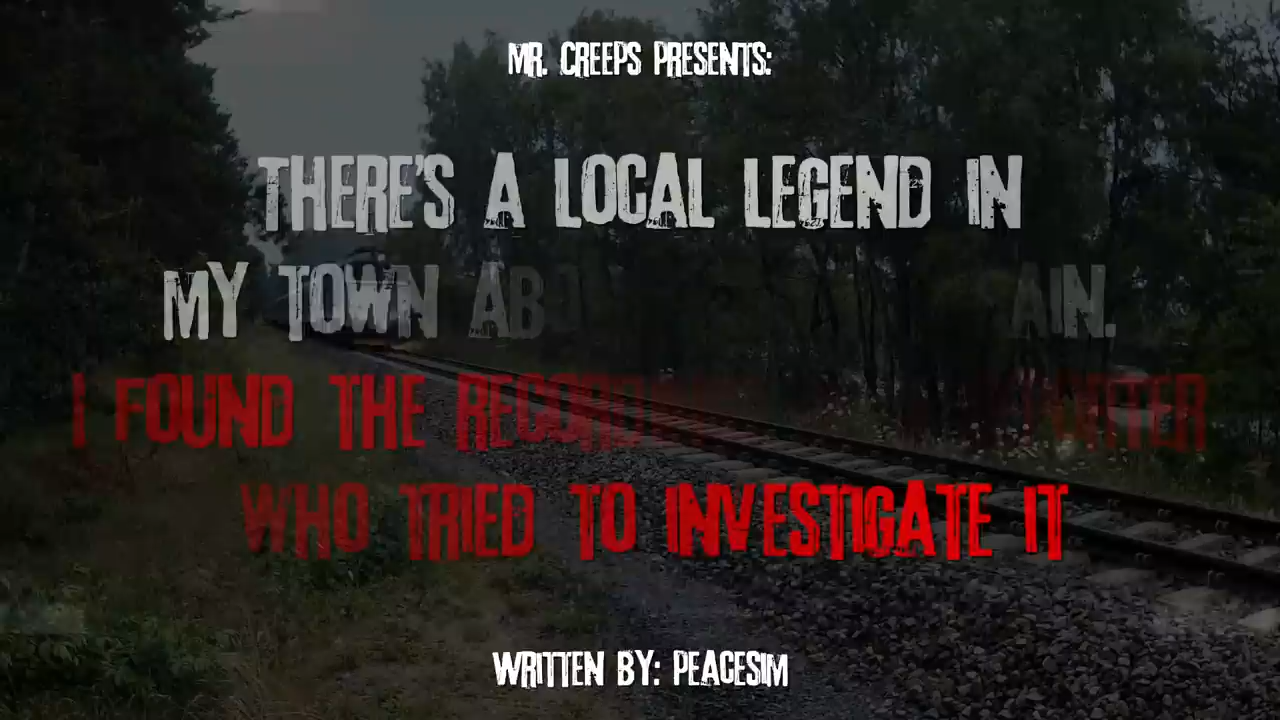 MR. CREEPS PRESENTS:
THERE'S A LOCAL LEGEND IN
MY TOWN
I FOUND THE
WHO TRIED TO INVESTIGATE IT
WRITTEN BY: PEACESIM